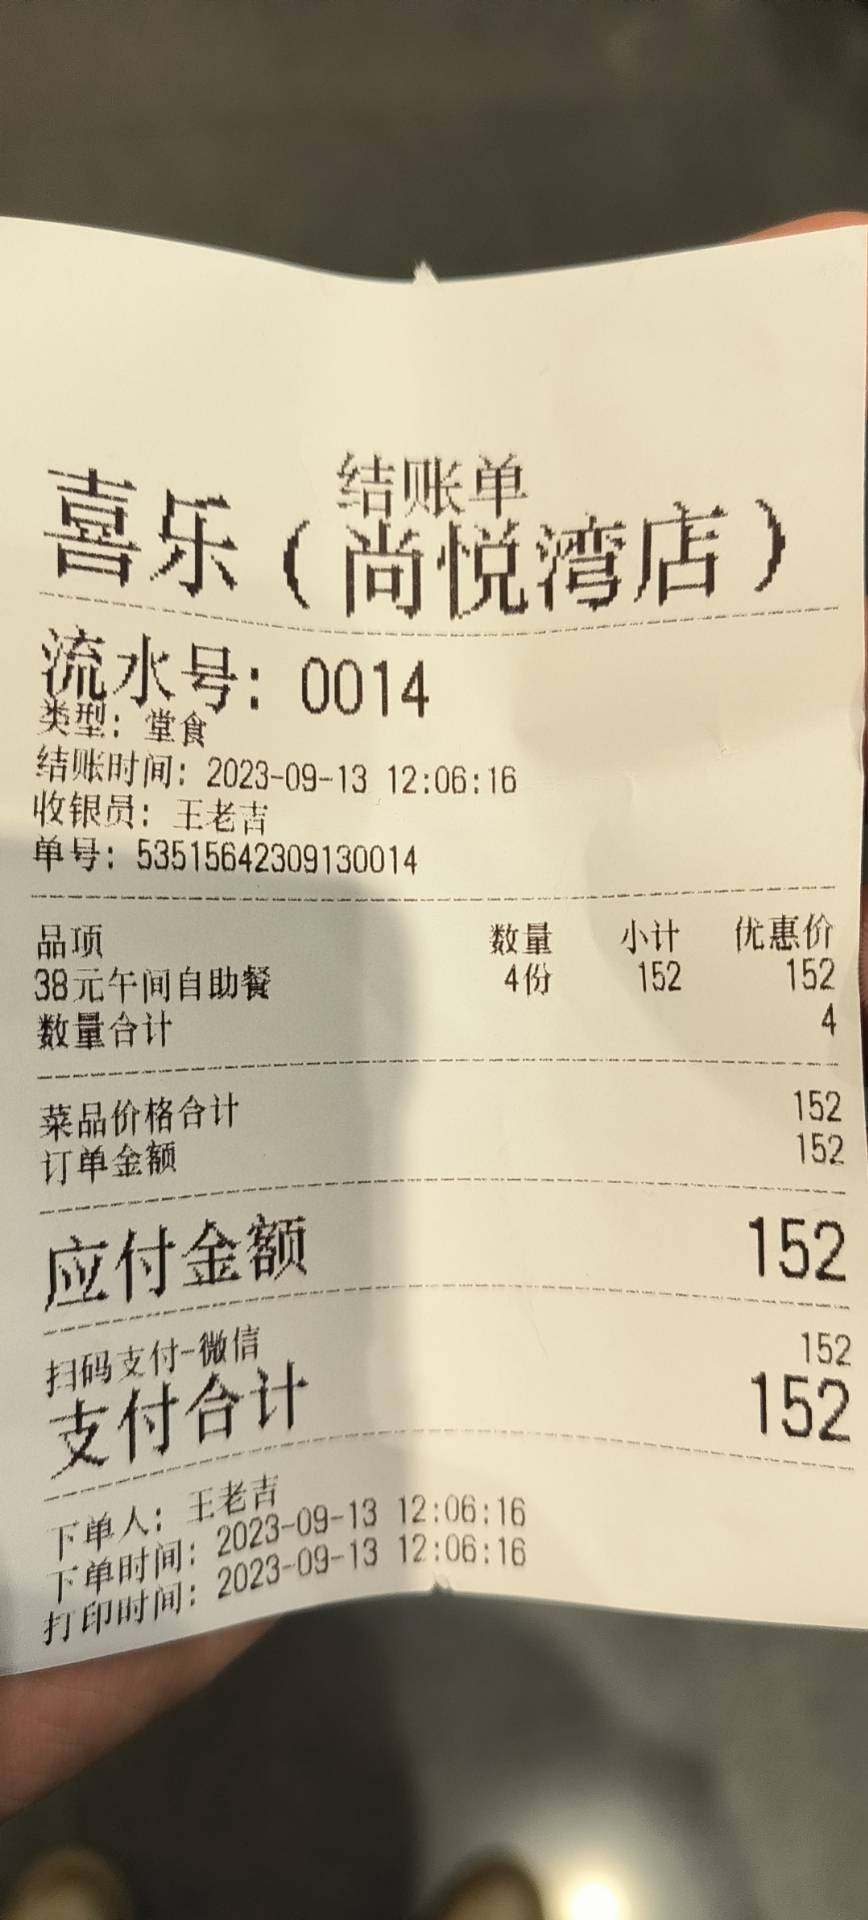 结账单
喜乐(尚悦湾店)
流水号: 0014
类型: 堂食
结账时间: 2023-09-13 12:06:16
收银员: 王老吉
单号: 53515642309130014
品项 数量 小计 优惠价
38元午间自助餐 4份 152 152
数量合计 4
菜品价格合计 152
订单金额 152
应付金额 152
扫码支付-微信 152
支付合计 152
下单人: 王老吉
下单时间: 2023-09-13 12:06:16
打印时间: 2023-09-13 12:06:16